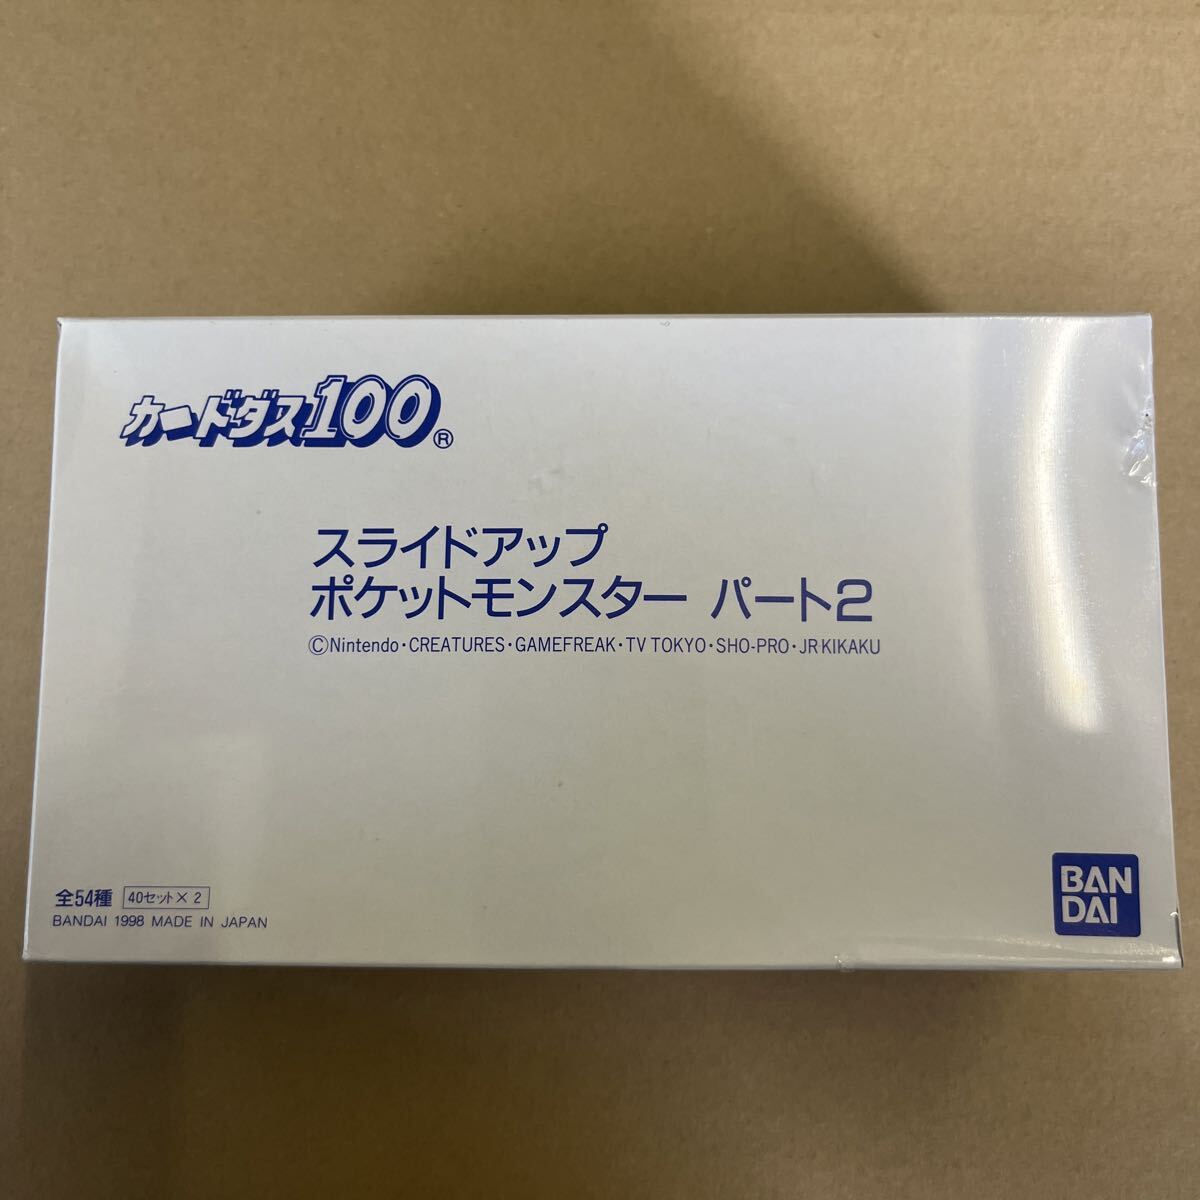 カードダス100®
スライドアップ
ポケットモンスター パート2
©Nintendo・CREATURES・GAMEFREAK・TV TOKYO・SHO-PRO・JR KIKAKU
全54種 40セット×2
BANDAI 1998 MADE IN JAPAN
BAN
DAI